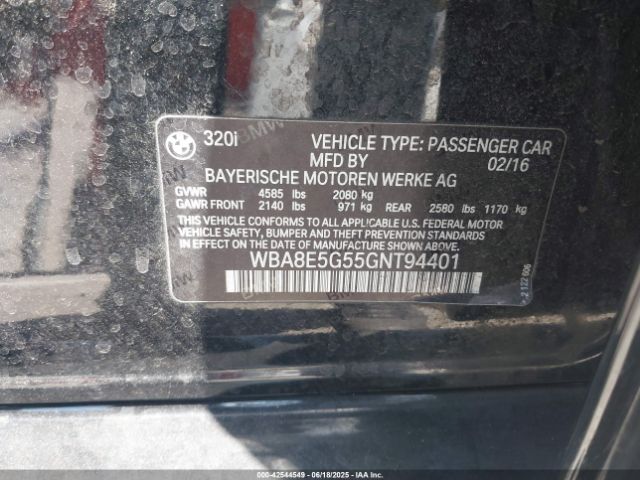 320i VEHICLE TYPE: PASSENGER CAR
MFD BY 02/16
BAYERISCHE MOTOREN WERKE AG
GVWR 4585 lbs 2080 kg
GAWR FRONT 2140 lbs 971 kg REAR 2580 lbs 1170 kg
THIS VEHICLE CONFORMS TO ALL APPLICABLE U.S. FEDERAL MOTOR
VEHICLE SAFETY, BUMPER AND THEFT PREVENTION STANDARDS
IN EFFECT ON THE DATE OF MANUFACTURE SHOWN ABOVE.
WBA8E5G55GNT94401
000-42544549 - 06/18/2025 - IAAI.COM